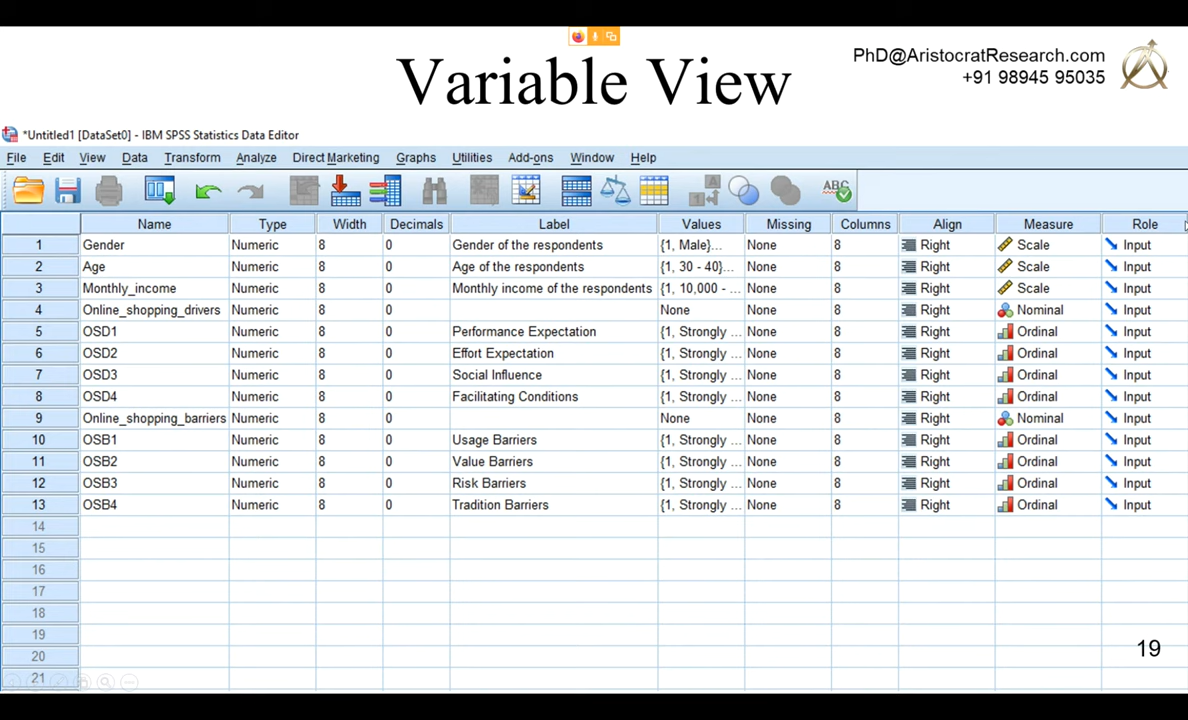 Variable View
PhD@AristocratResearch.com
+91 98945 95035
*Untitled1 [DataSet0] - IBM SPSS Statistics Data Editor
File Edit View Data Transform Analyze Direct Marketing Graphs Utilities Add-ons Window Help
A
1
ABC
Name Type Width Decimals Label Values Missing Columns Align Measure Role
1 Gender Numeric 8 0 Gender of the respondents {1, Male}... None 8 Right Scale Input
2 Age Numeric 8 0 Age of the respondents {1, 30 - 40}... None 8 Right Scale Input
3 Monthly_income Numeric 8 0 Monthly income of the respondents {1, 10,000 - ... None 8 Right Scale Input
4 Online_shopping_drivers Numeric 8 0 None None 8 Right Nominal Input
5 OSD1 Numeric 8 0 Performance Expectation {1, Strongly ... None 8 Right Ordinal Input
6 OSD2 Numeric 8 0 Effort Expectation {1, Strongly ... None 8 Right Ordinal Input
7 OSD3 Numeric 8 0 Social Influence {1, Strongly ... None 8 Right Ordinal Input
8 OSD4 Numeric 8 0 Facilitating Conditions {1, Strongly ... None 8 Right Ordinal Input
9 Online_shopping_barriers Numeric 8 0 None None 8 Right Nominal Input
10 OSB1 Numeric 8 0 Usage Barriers {1, Strongly ... None 8 Right Ordinal Input
11 OSB2 Numeric 8 0 Value Barriers {1, Strongly ... None 8 Right Ordinal Input
12 OSB3 Numeric 8 0 Risk Barriers {1, Strongly ... None 8 Right Ordinal Input
13 OSB4 Numeric 8 0 Tradition Barriers {1, Strongly ... None 8 Right Ordinal Input
14
15
16
17
18
19
20
21
19